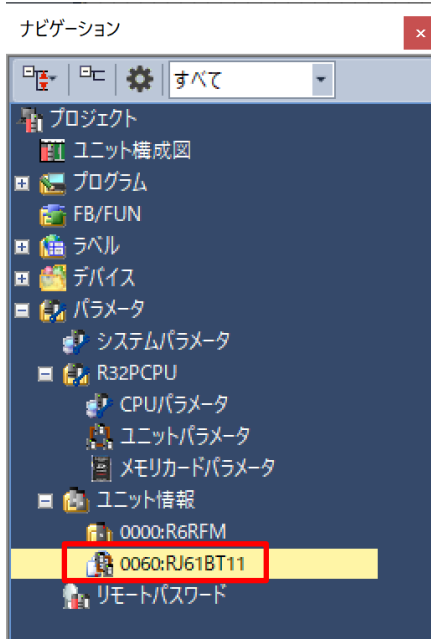 ナビゲーション
すべて
プロジェクト
ユニット構成図
プログラム
FB/FUN
ラベル
デバイス
パラメータ
システムパラメータ
R32PCPU
CPUパラメータ
ユニットパラメータ
メモリカードパラメータ
ユニット情報
0000:R6RFM
0060:RJ61BT11
リモートパスワード